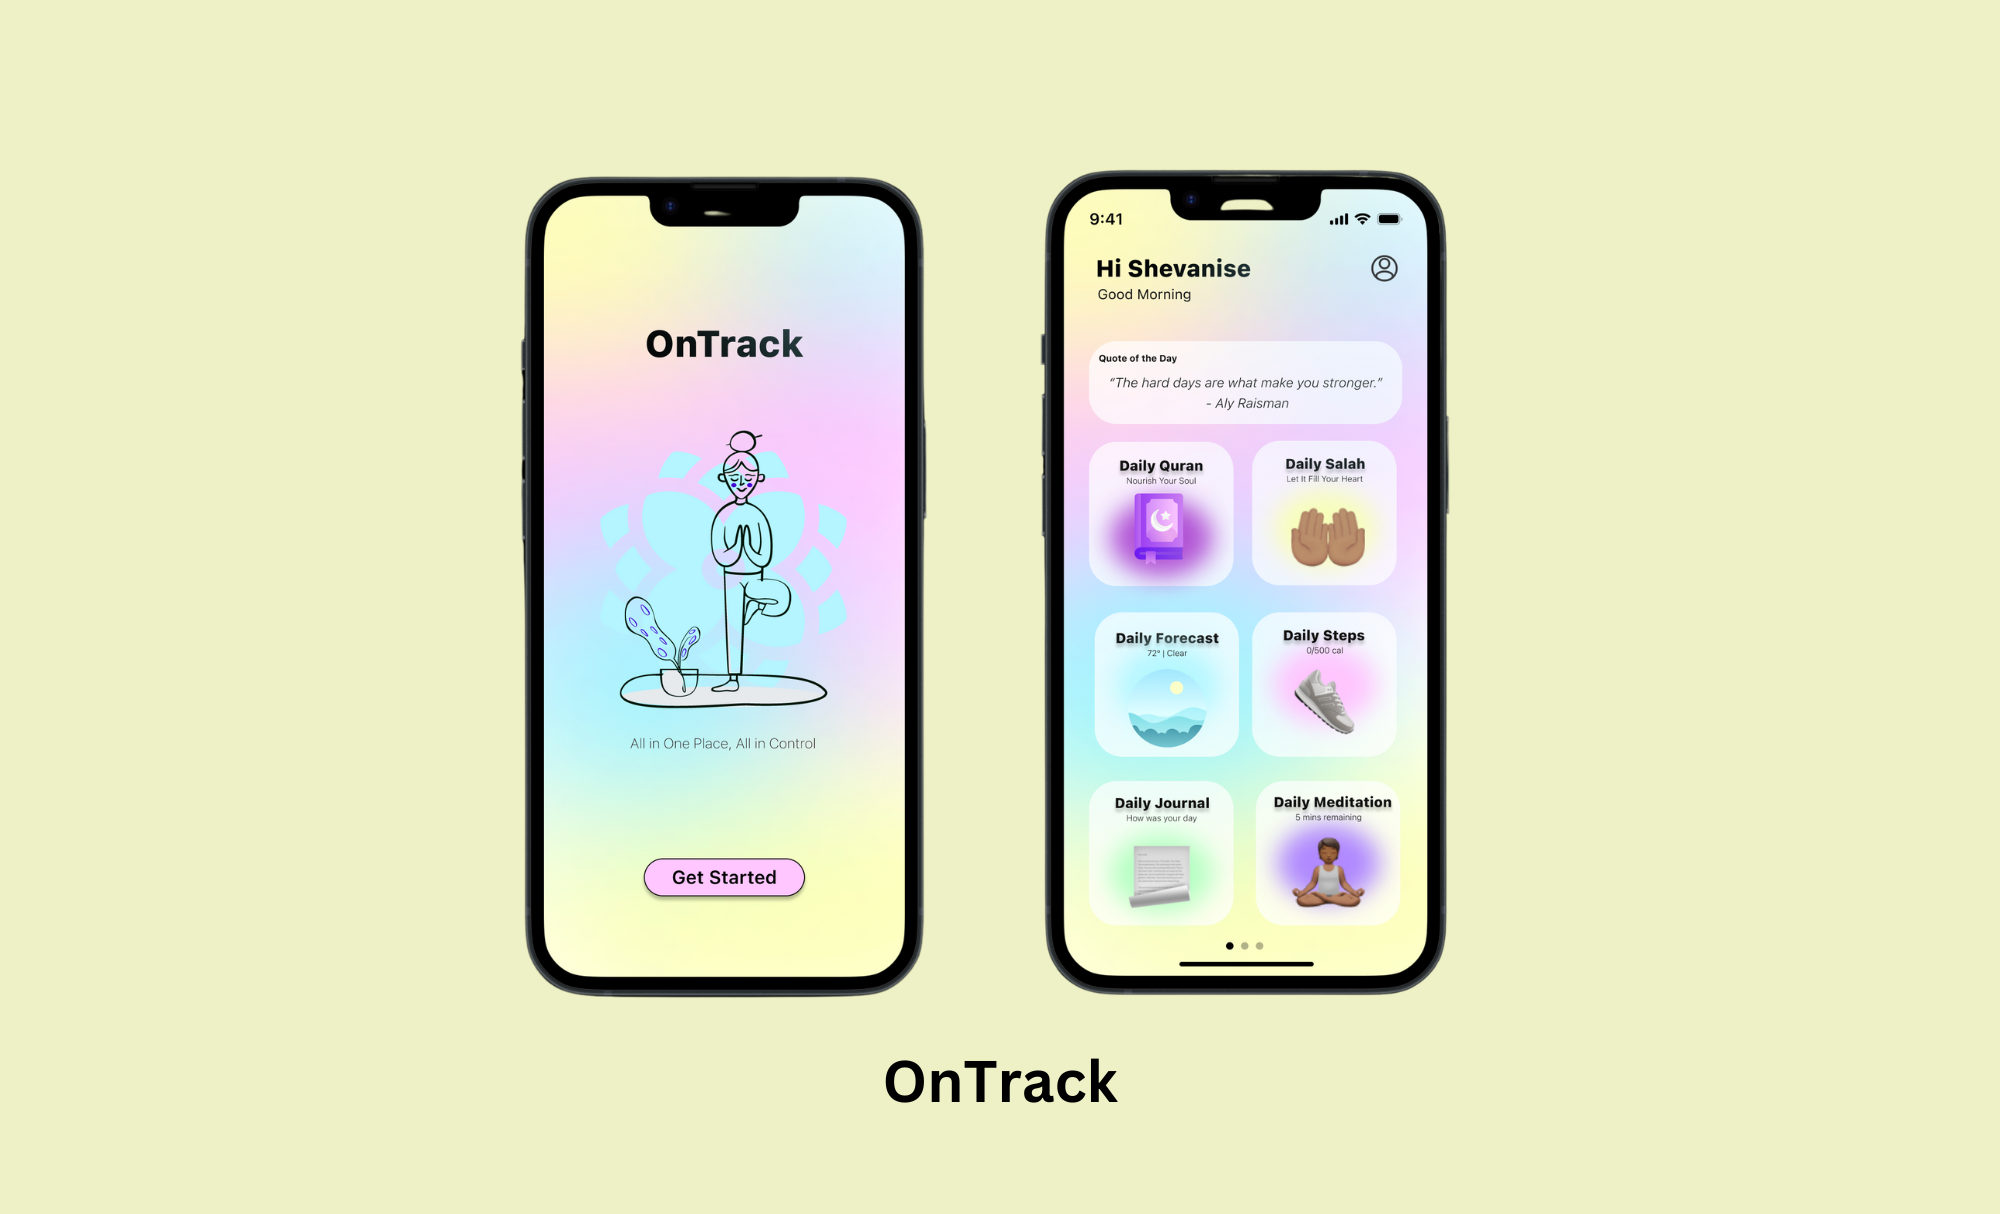 OnTrack
All in One Place, All in Control
Get Started
9:41
Hi Shevanise
Good Morning
Quote of the Day
“The hard days are what make you stronger.”
- Aly Raisman
Daily Quran
Nourish Your Soul
Daily Salah
Let It Fill Your Heart
Daily Forecast
72° | Clear
Daily Steps
0/500 cal
Daily Journal
How was your day
Daily Meditation
5 mins remaining
OnTrack